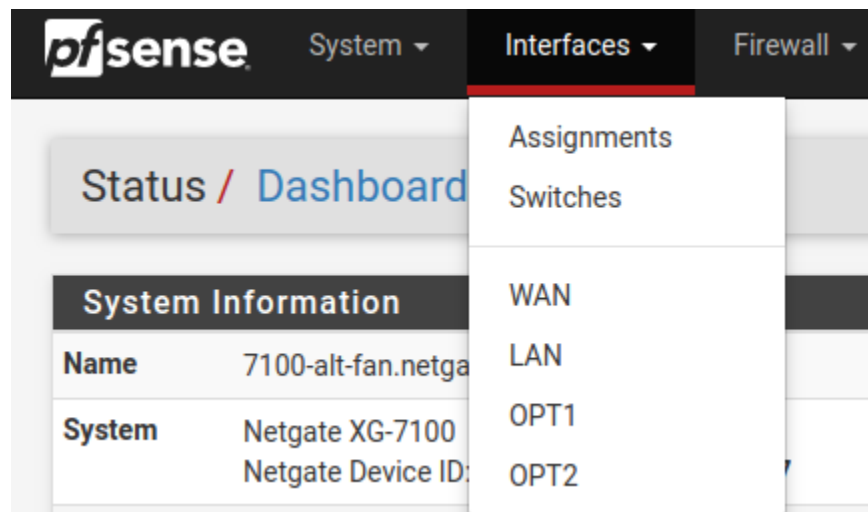 pfsense System Interfaces Firewall
Assignments
Switches
WAN
LAN
OPT1
OPT2
Status / Dashboard
System Information
Name 7100-alt-fan.netga
System Netgate XG-7100
Netgate Device ID: